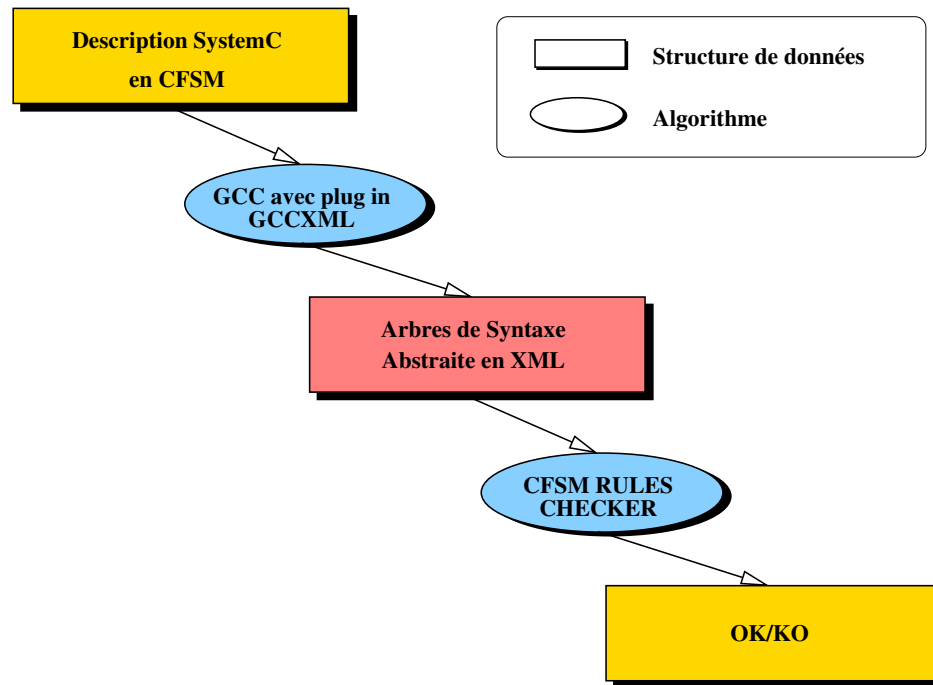 Description SystemC
en CFSM
Structure de données
Algorithme
GCC avec plug in
GCCXML
Arbres de Syntaxe
Abstraite en XML
CFSM RULES
CHECKER
OK/KO